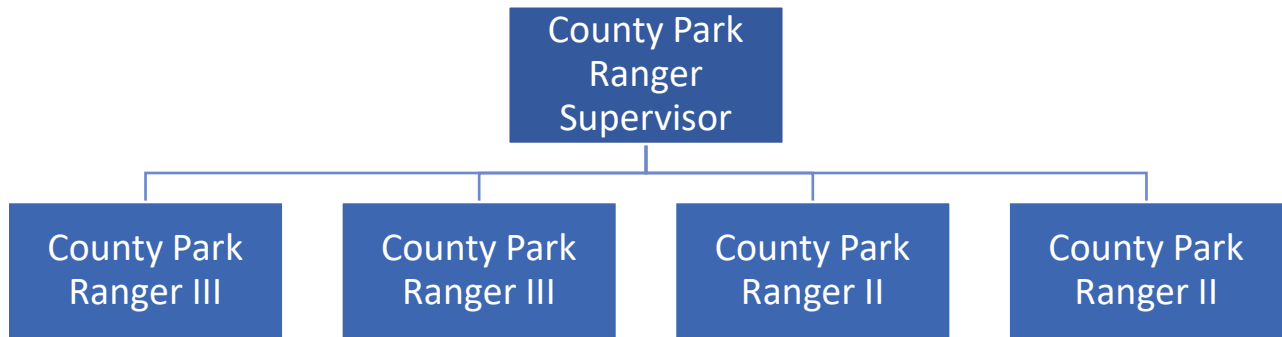 County Park
Ranger
Supervisor
County Park
Ranger III
County Park
Ranger III
County Park
Ranger II
County Park
Ranger II